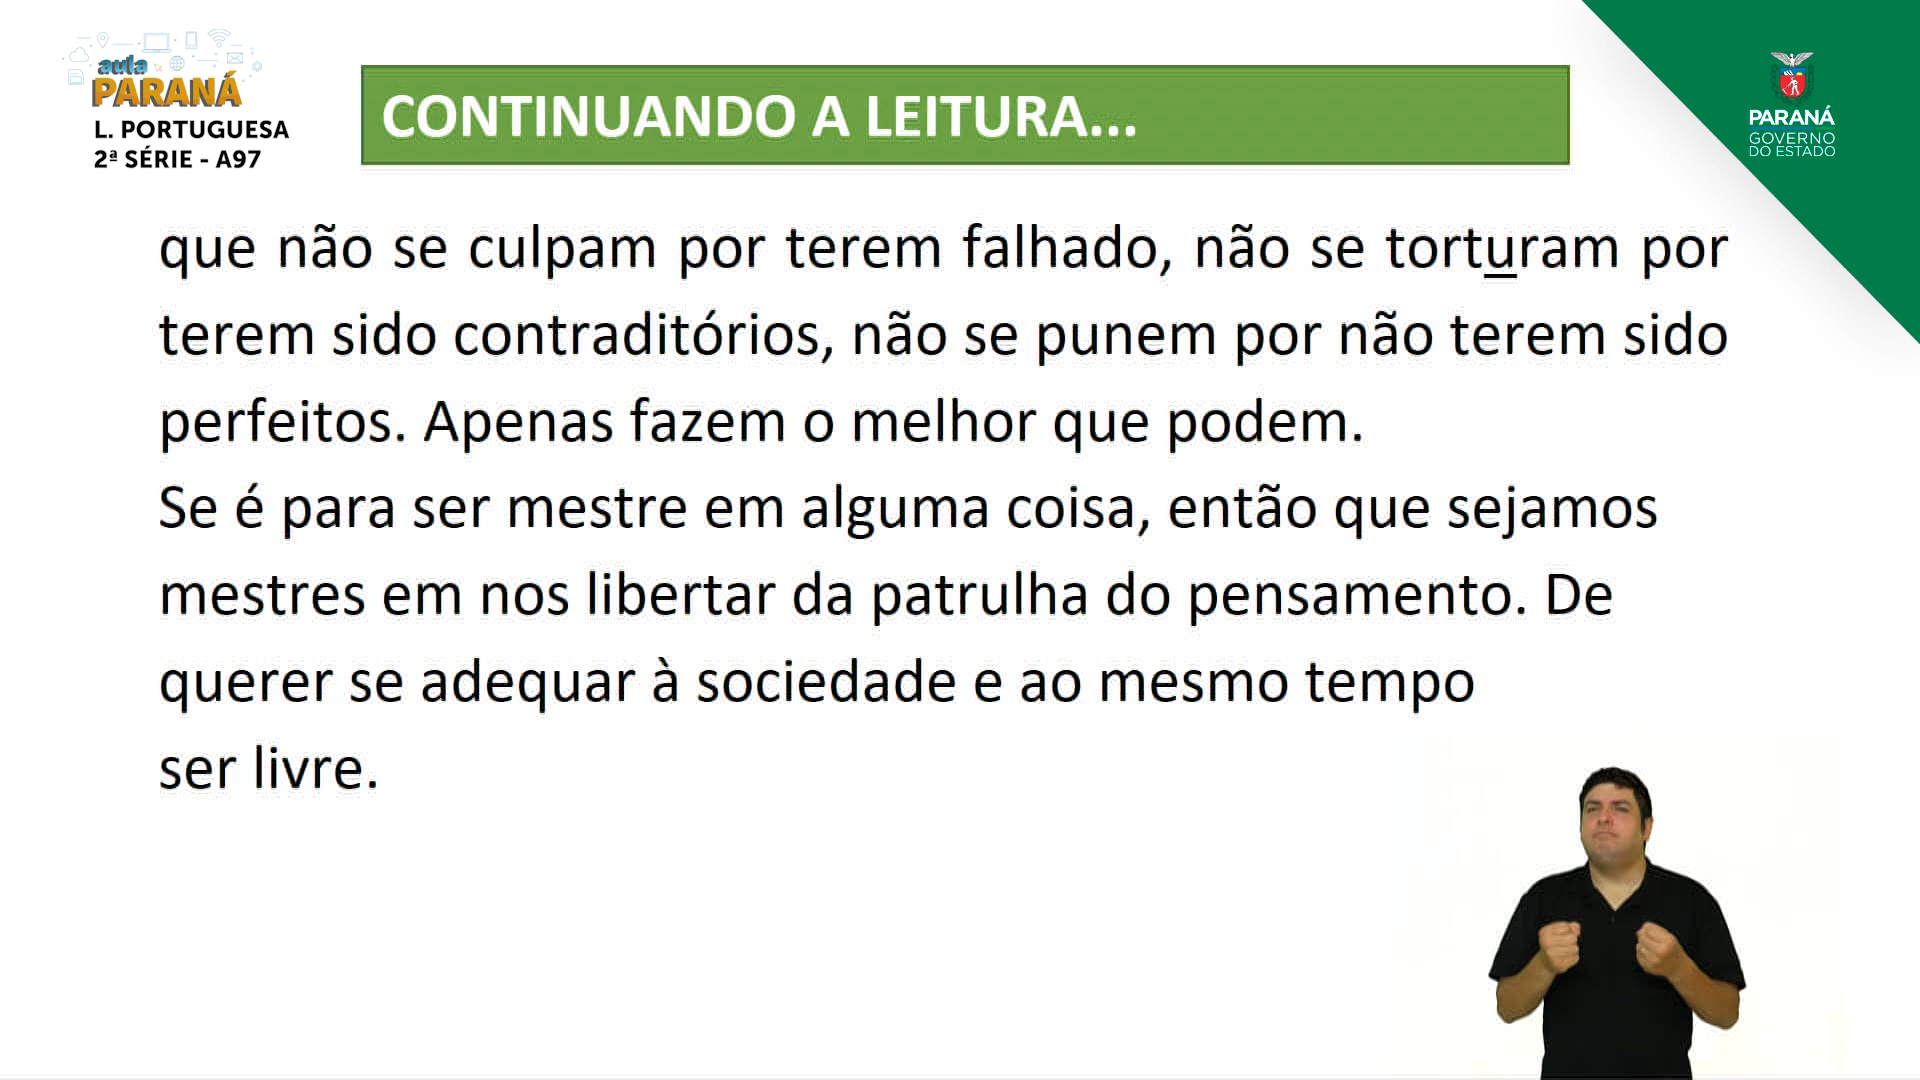 aula
PARANÁ
L. PORTUGUESA
2ª SÉRIE - A97
CONTINUANDO A LEITURA...
PARANÁ
GOVERNO
DO ESTADO
que não se culpam por terem falhado, não se torturam por
terem sido contraditórios, não se punem por não terem sido
perfeitos. Apenas fazem o melhor que podem.
Se é para ser mestre em alguma coisa, então que sejamos
mestres em nos libertar da patrulha do pensamento. De
querer se adequar à sociedade e ao mesmo tempo
ser livre.